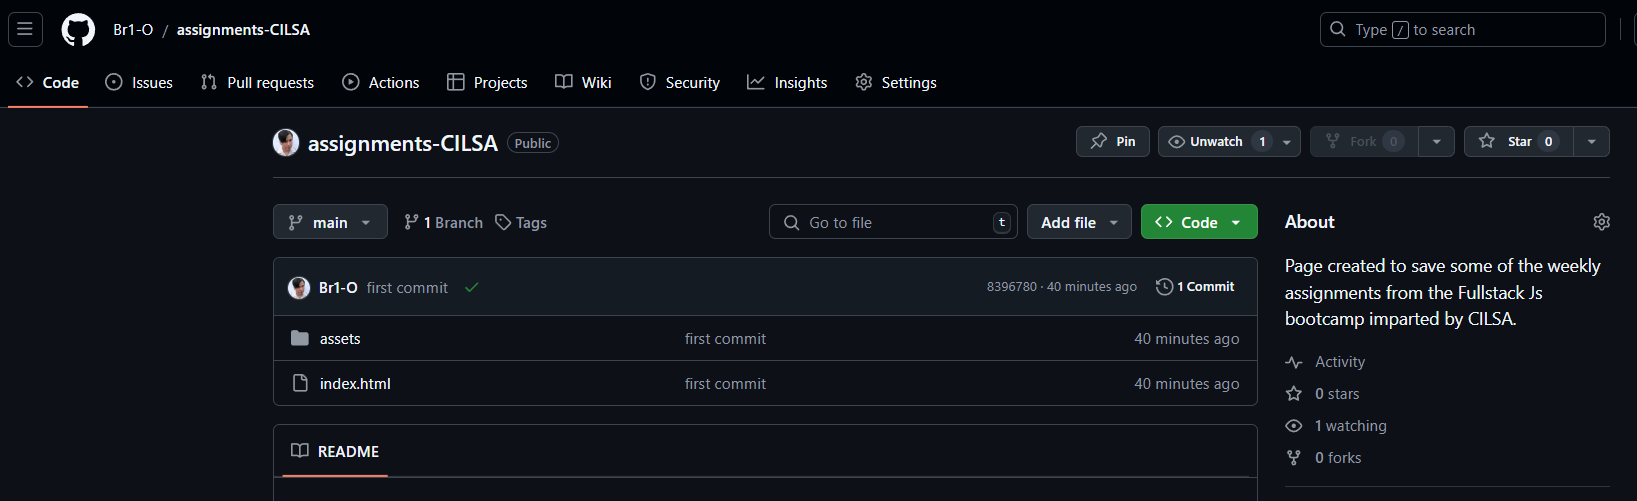 Br1-O / assignments-CILSA Type / to search
Code Issues Pull requests Actions Projects Wiki Security Insights Settings
assignments-CILSA Public Pin Unwatch 1 Fork 0 Star 0
main 1 Branch Tags Go to file t Add file Code
About
Page created to save some of the weekly
assignments from the Fullstack Js
bootcamp imparted by CILSA.
Br1-O first commit 8396780 · 40 minutes ago 1 Commit
assets first commit 40 minutes ago
index.html first commit 40 minutes ago
Activity
0 stars
1 watching
0 forks
README